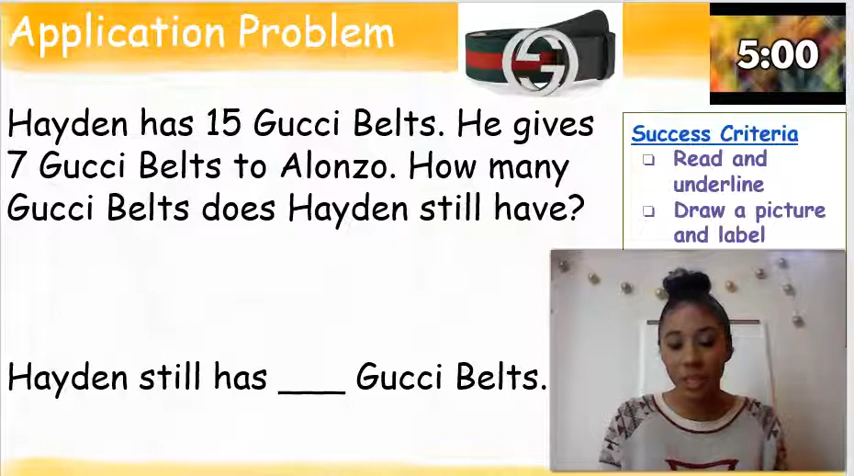 Application Problem
5:00
Hayden has 15 Gucci Belts. He gives
7 Gucci Belts to Alonzo. How many
Gucci Belts does Hayden still have?
Success Criteria
Read and
underline
Draw a picture
and label
Hayden still has ___ Gucci Belts.